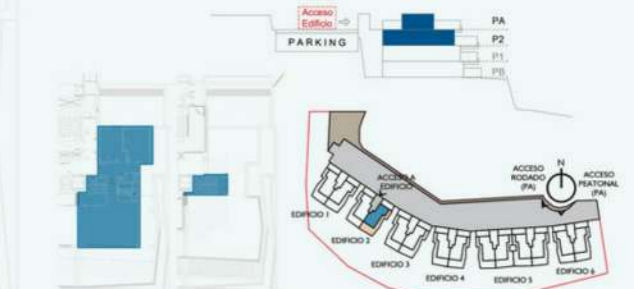 Acceso
Edificio
PARKING
PA
P2
P1
PB
N
ACCESO A
EDIFICIO
ACCESO
RODADO
(PA)
ACCESO
PEATONAL
(PA)
EDIFICIO 1
EDIFICIO 2
EDIFICIO 3
EDIFICIO 4
EDIFICIO 5
EDIFICIO 6